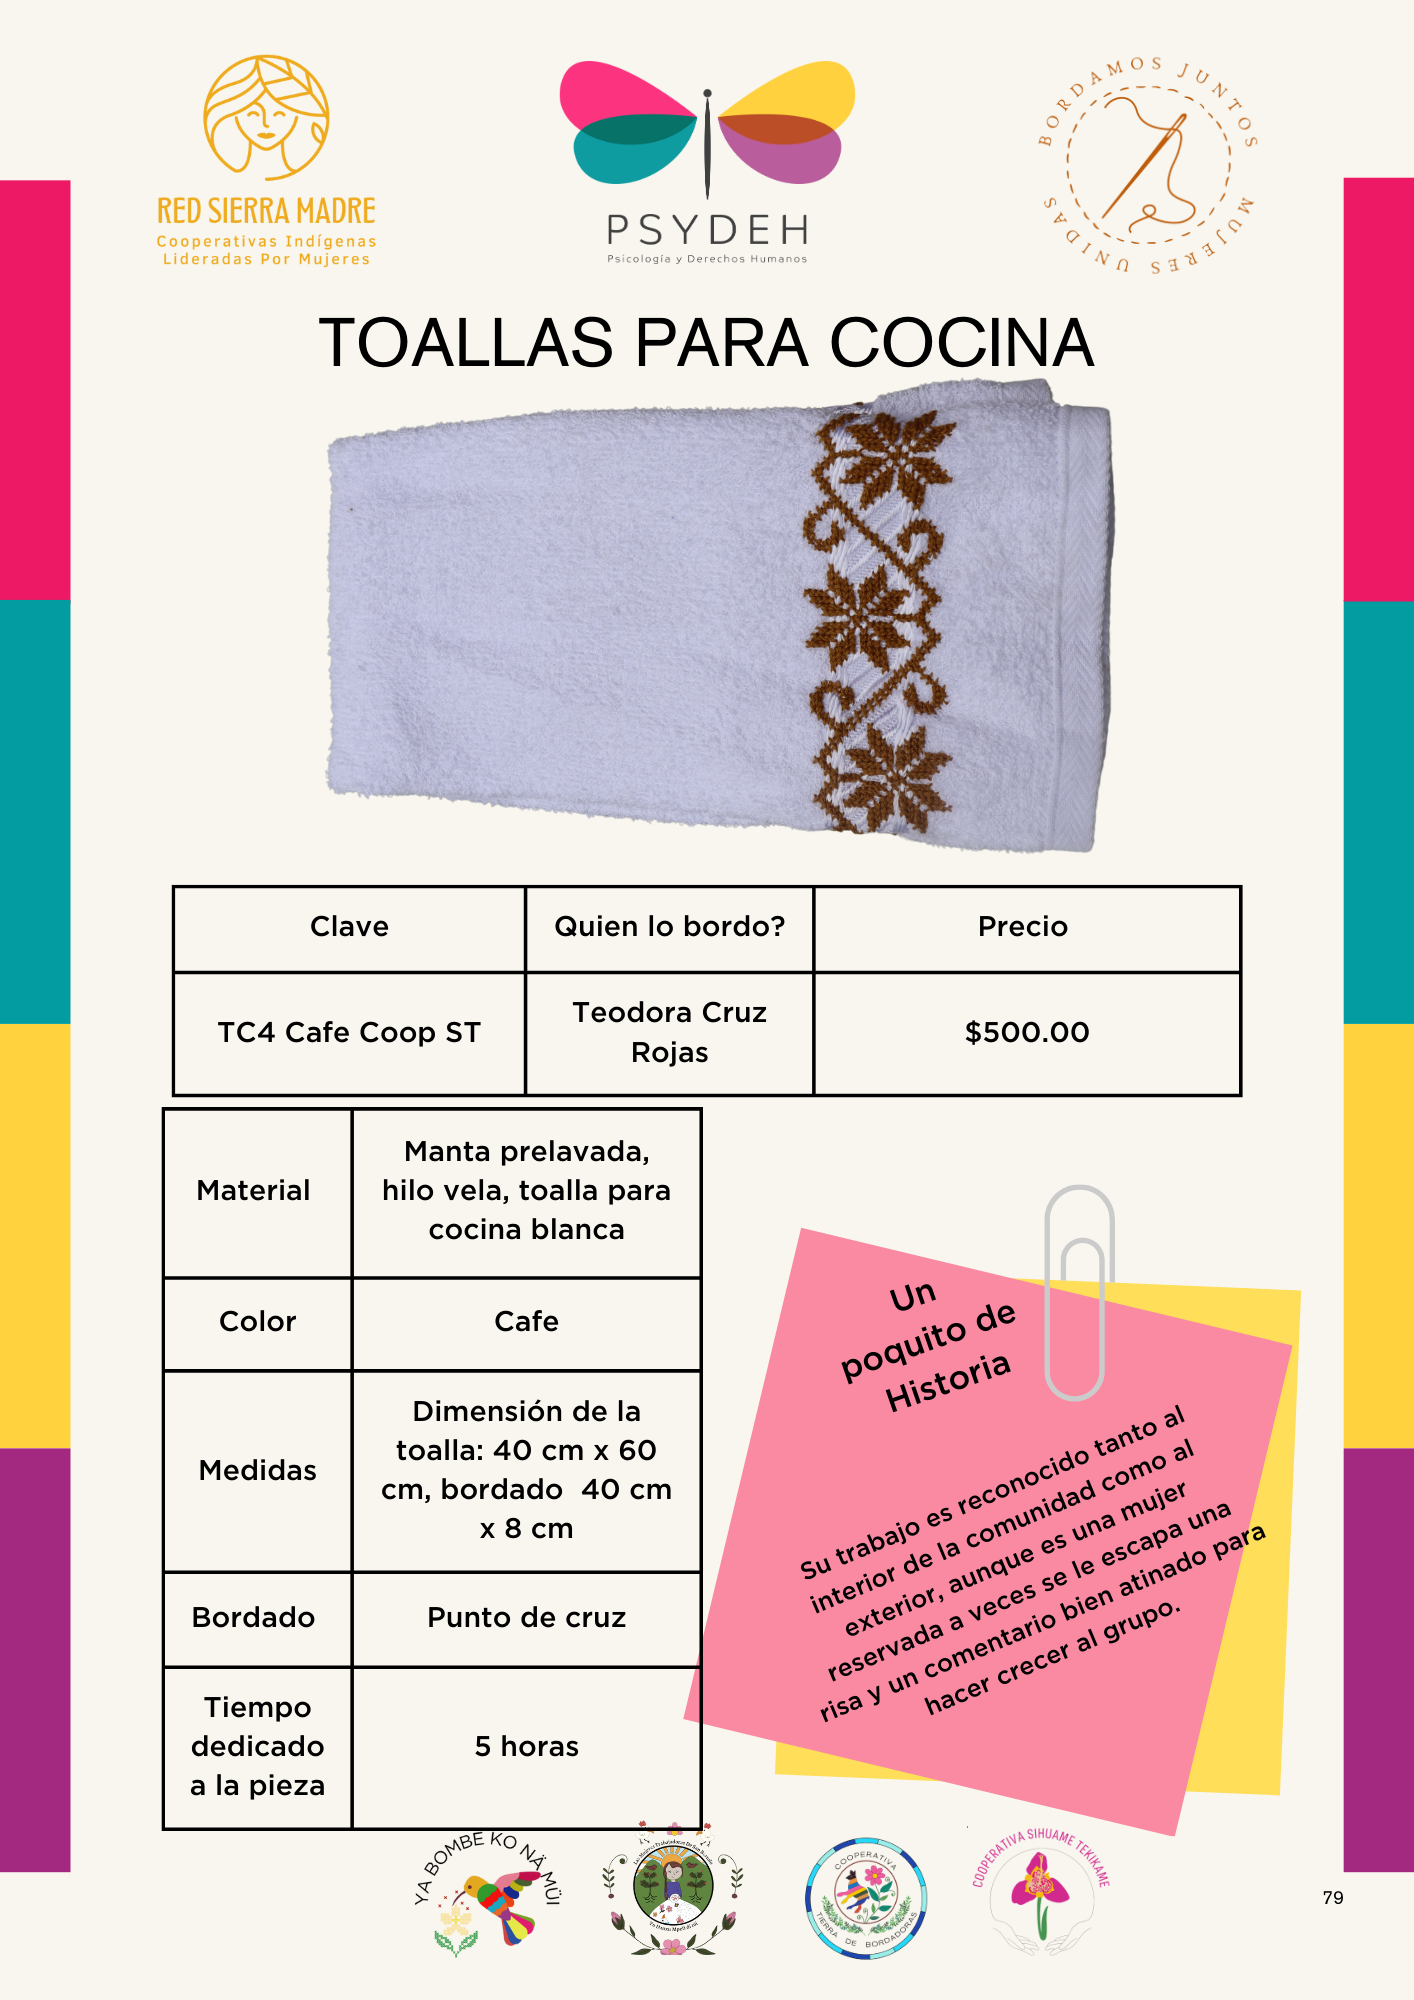 RED SIERRA MADRE
Cooperativas Indígenas
Lideradas Por Mujeres
PSYDEH
Psicología y Derechos Humanos
BORDAMOS JUNTOS
MUJERES UNIDAS
TOALLAS PARA COCINA
Clave
Quien lo bordo?
Precio
TC4 Cafe Coop ST
Teodora Cruz
Rojas
$500.00
Material
Manta prelavada,
hilo vela, toalla para
cocina blanca
Color
Cafe
Medidas
Dimensión de la
toalla: 40 cm x 60
cm, bordado  40 cm
x 8 cm
Bordado
Punto de cruz
Tiempo
dedicado
a la pieza
5 horas
Un
poquito de
Historia
Su trabajo es reconocido tanto al
interior de la comunidad como al
exterior, aunque es una mujer
reservada a veces se le escapa una
risa y un comentario bien atinado para
hacer crecer al grupo.
YA BOMBE KO NÄ MÜI
COOPERATIVA
TIERRA DE BORDADORAS
COOPERATIVA SIHUAME TEKIKAME
79